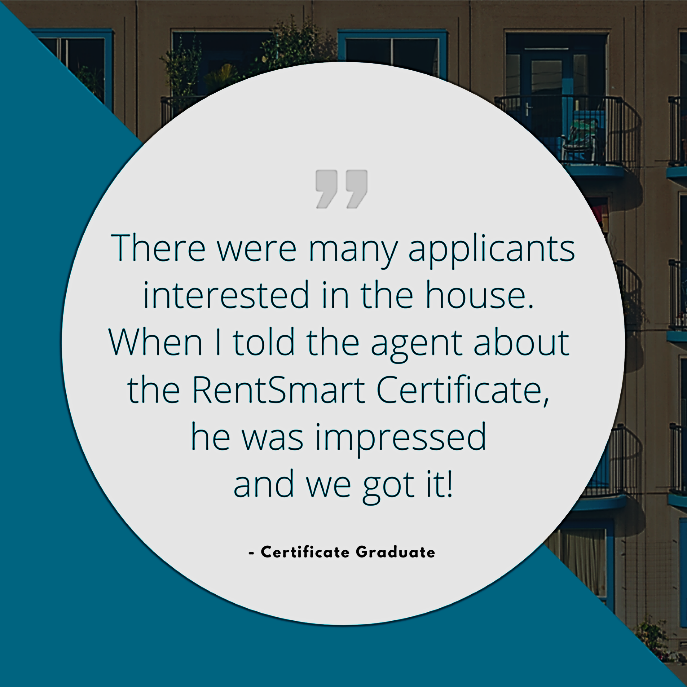 ”
There were many applicants
interested in the house.
When I told the agent about
the RentSmart Certificate,
he was impressed
and we got it!
- Certificate Graduate